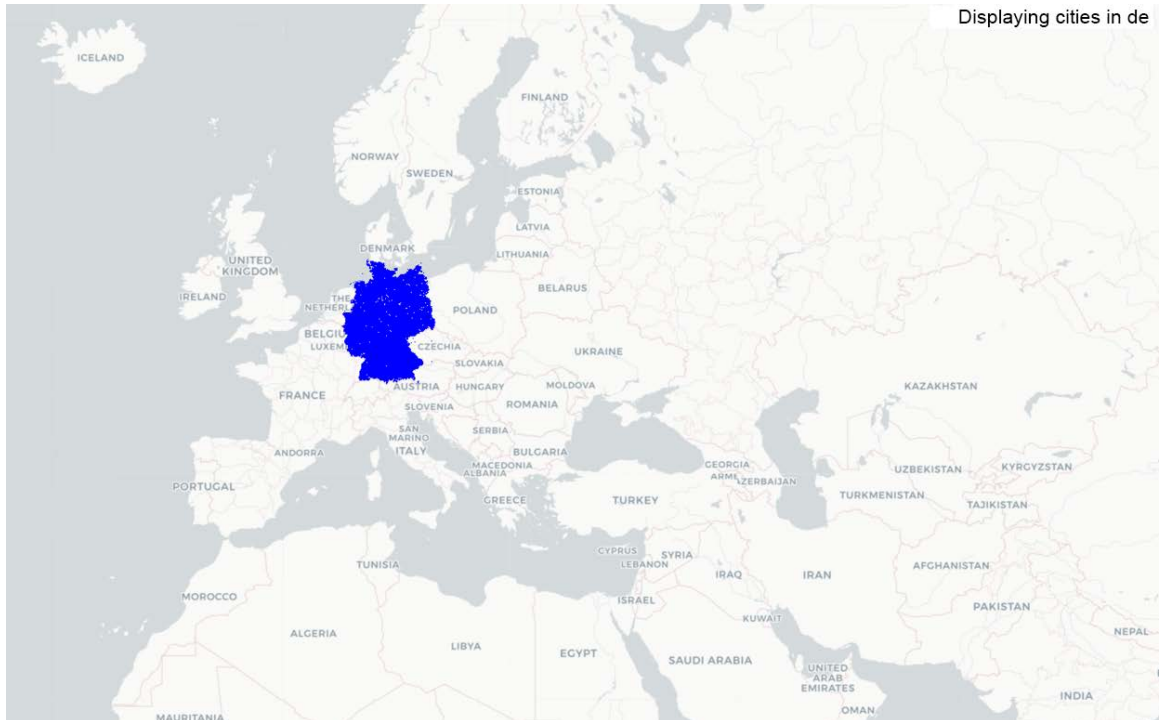 Displaying cities in de
ICELAND
FINLAND
NORWAY
SWEDEN
ESTONIA
LATVIA
DENMARK
LITHUANIA
UNITED
KINGDOM
IRELAND
BELARUS
THE
NETHERL
POLAND
BELGIU
LUXEM
CZECHIA
UKRAINE
SLOVAKIA
AUSTRIA
HUNGARY
MOLDOVA
KAZAKHSTAN
FRANCE
SLOVENIA
ROMANIA
SAN
MARINO
SERBIA
ITALY
ANDORRA
BULGARIA
MACEDONIA
ALBANIA
GEORGIA
ARME
AZERBAIJAN
UZBEKISTAN
KYRGYZSTAN
PORTUGAL
GREECE
TURKEY
TURKMENISTAN
TAJIKISTAN
CYPRUS
SYRIA
LEBANON
TUNISIA
IRAQ
IRAN
AFGHANISTAN
MOROCCO
ISRAEL
PAKISTAN
KUWAIT
ALGERIA
LIBYA
EGYPT
NEPAL
SAUDI ARABIA
UNITED
ARAB
EMIRATES
INDIA
OMAN
MAURITANIA